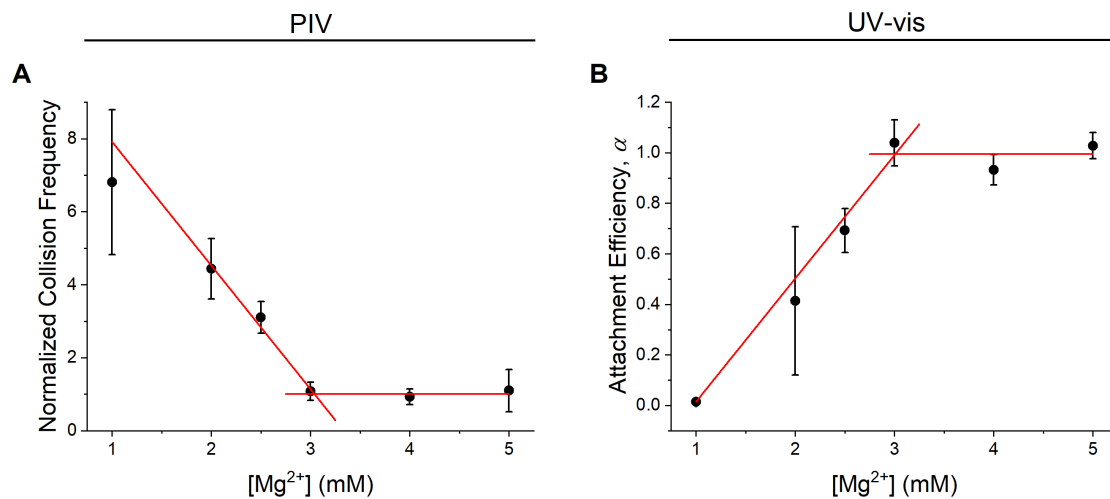 PIV
A
Normalized Collision Frequency
8
6
4
2
0
1 2 3 4 5
[Mg²⁺] (mM)
UV-vis
B
Attachment Efficiency, α
1.2
1.0
0.8
0.6
0.4
0.2
0.0
1 2 3 4 5
[Mg²⁺] (mM)